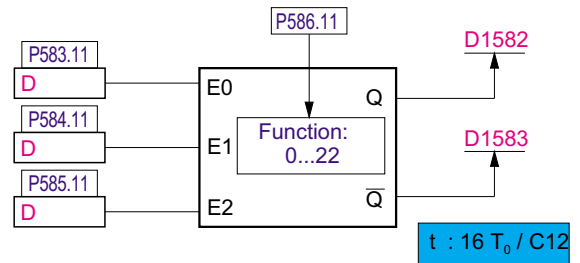 P586.11
P583.11
D
E0
P584.11
D
E1
P585.11
D
E2
Function:
0...22
Q
Q̅
D1582
D1583
t : 16 T₀ / C12